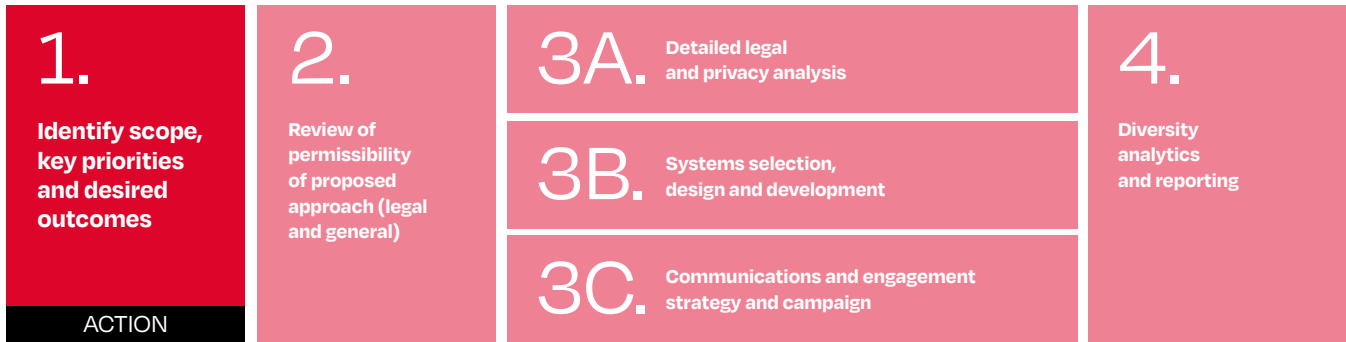 1.
Identify scope,
key priorities
and desired
outcomes
ACTION
2.
Review of
permissibility
of proposed
approach (legal
and general)
3A.
Detailed legal
and privacy analysis
3B.
Systems selection,
design and development
3C.
Communications and engagement
strategy and campaign
4.
Diversity
analytics
and reporting